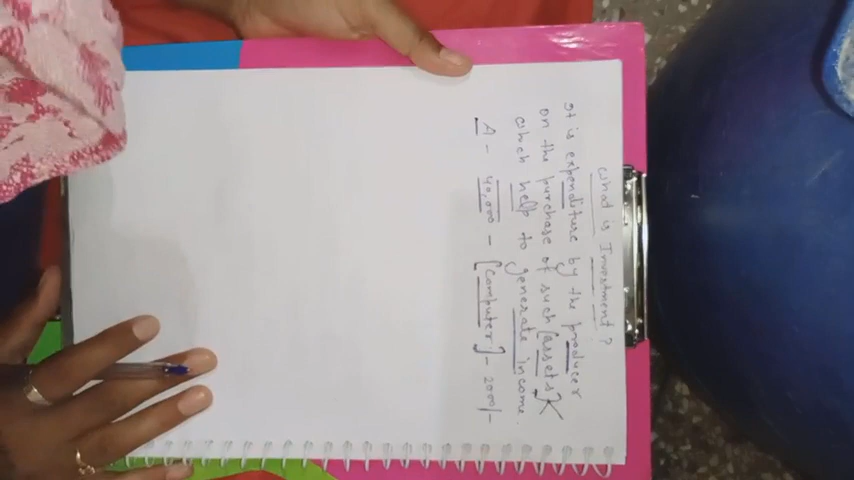 What is Investment?
It is expenditure by the producer
on the purchase of such [assets]
which help to generate income.
A - 40,000 - [computer] - 2000/-